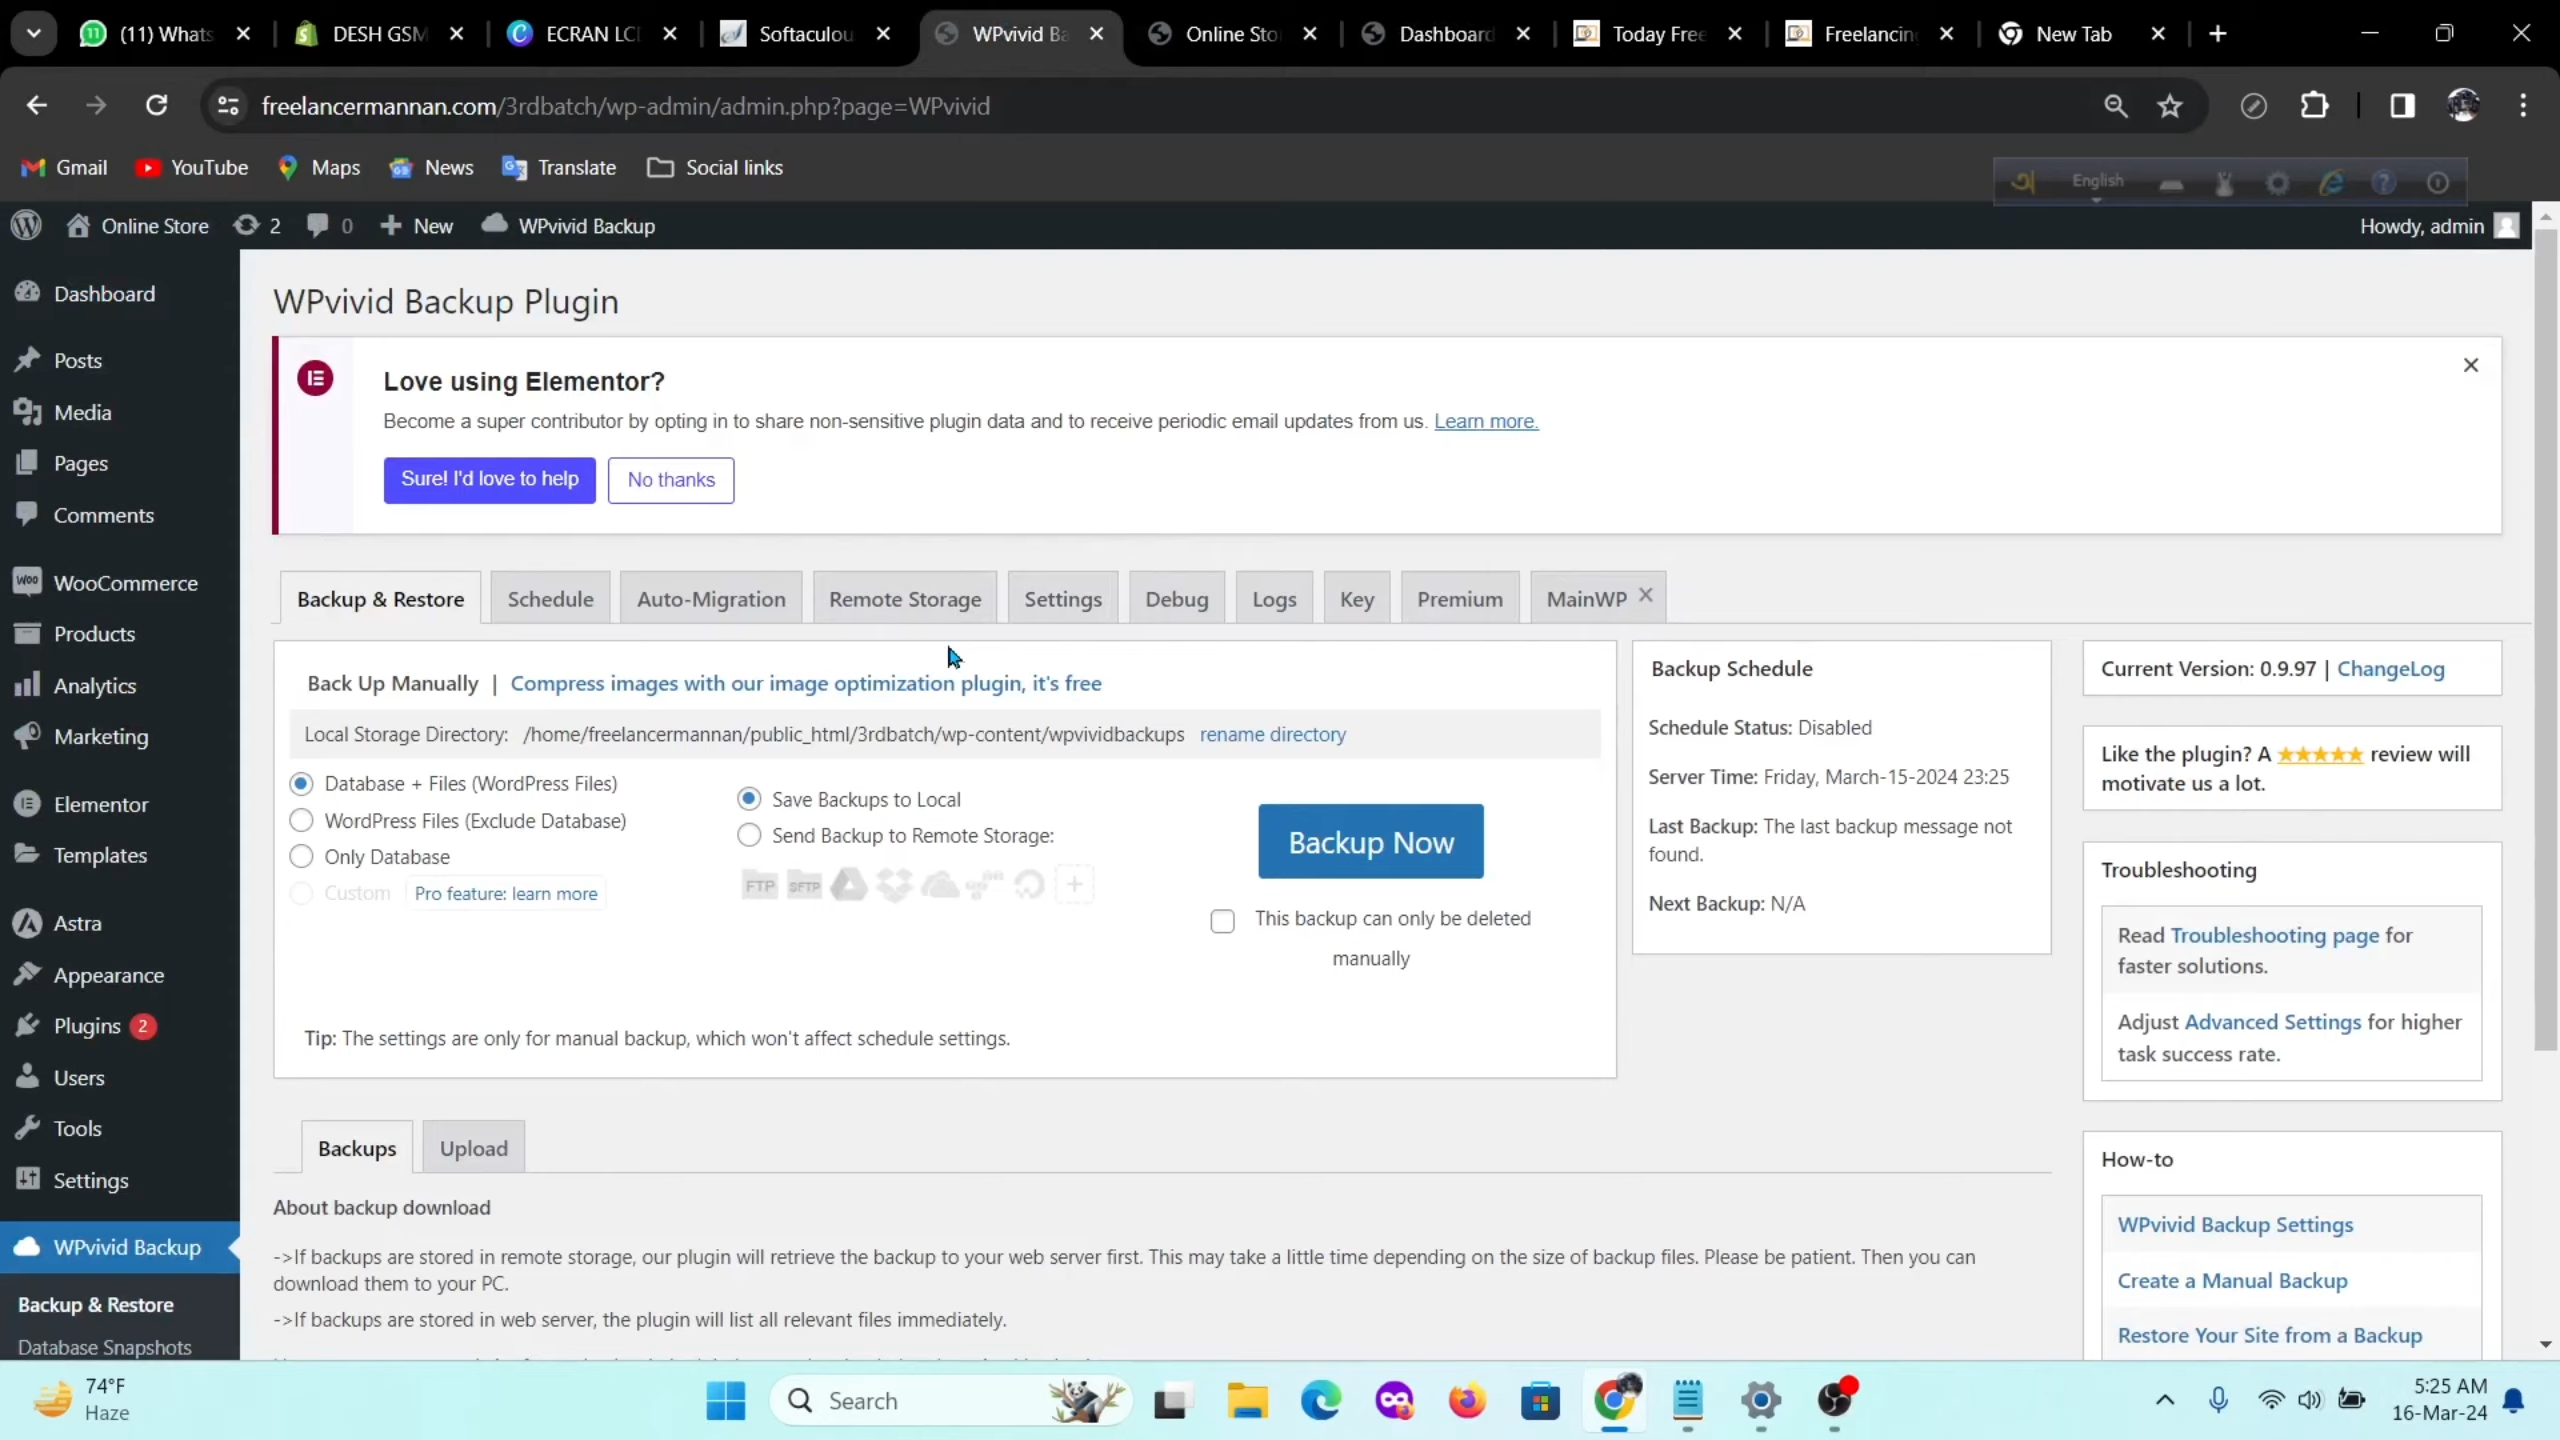 (11) Whats
DESH GSM
ECRAN LCD
Softaculou
WPvivid Ba
Online Sto
Dashboard
Today Free
Freelancing
New Tab
freelancermannan.com/3rdbatch/wp-admin/admin.php?page=WPvivid
Gmail
YouTube
Maps
News
Translate
Social links
English
Online Store
2
0
New
WPvivid Backup
Howdy, admin
Dashboard
Posts
Media
Pages
Comments
WooCommerce
Products
Analytics
Marketing
Elementor
Templates
Astra
Appearance
Plugins 2
Users
Tools
Settings
WPvivid Backup
Backup & Restore
Database Snapshots
WPvivid Backup Plugin
Love using Elementor?
Become a super contributor by opting in to share non-sensitive plugin data and to receive periodic email updates from us. Learn more.
Sure! I'd love to help
No thanks
Backup & Restore
Schedule
Auto-Migration
Remote Storage
Settings
Debug
Logs
Key
Premium
MainWP
Back Up Manually | Compress images with our image optimization plugin, it's free
Local Storage Directory: /home/freelancermannan/public_html/3rdbatch/wp-content/wpvividbackups rename directory
Database + Files (WordPress Files)
WordPress Files (Exclude Database)
Only Database
Custom Pro feature: learn more
Save Backups to Local
Send Backup to Remote Storage:
FTP
SFTP
Backup Now
This backup can only be deleted
manually
Tip: The settings are only for manual backup, which won't affect schedule settings.
Backup Schedule
Schedule Status: Disabled
Server Time: Friday, March-15-2024 23:25
Last Backup: The last backup message not
found.
Next Backup: N/A
Current Version: 0.9.97 | ChangeLog
Like the plugin? A ★★★★★ review will
motivate us a lot.
Troubleshooting
Read Troubleshooting page for
faster solutions.
Adjust Advanced Settings for higher
task success rate.
How-to
WPvivid Backup Settings
Create a Manual Backup
Restore Your Site from a Backup
Backups
Upload
About backup download
->If backups are stored in remote storage, our plugin will retrieve the backup to your web server first. This may take a little time depending on the size of backup files. Please be patient. Then you can
download them to your PC.
->If backups are stored in web server, the plugin will list all relevant files immediately.
74°F
Haze
Search
5:25 AM
16-Mar-24